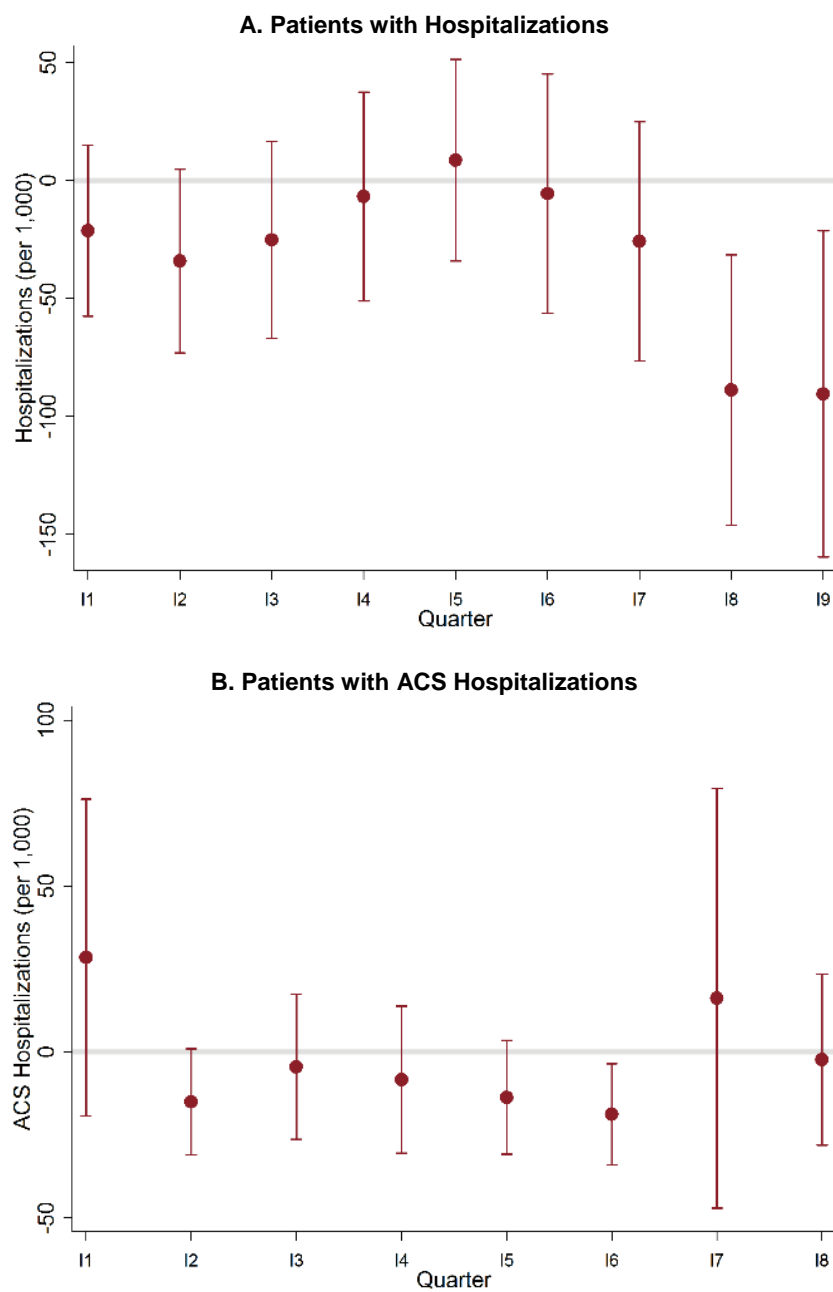 A. Patients with Hospitalizations
Hospitalizations (per 1,000)
50
0
-50
-100
-150
I1 I2 I3 I4 I5 I6 I7 I8 I9
Quarter
B. Patients with ACS Hospitalizations
ACS Hospitalizations (per 1,000)
100
50
0
-50
I1 I2 I3 I4 I5 I6 I7 I8
Quarter